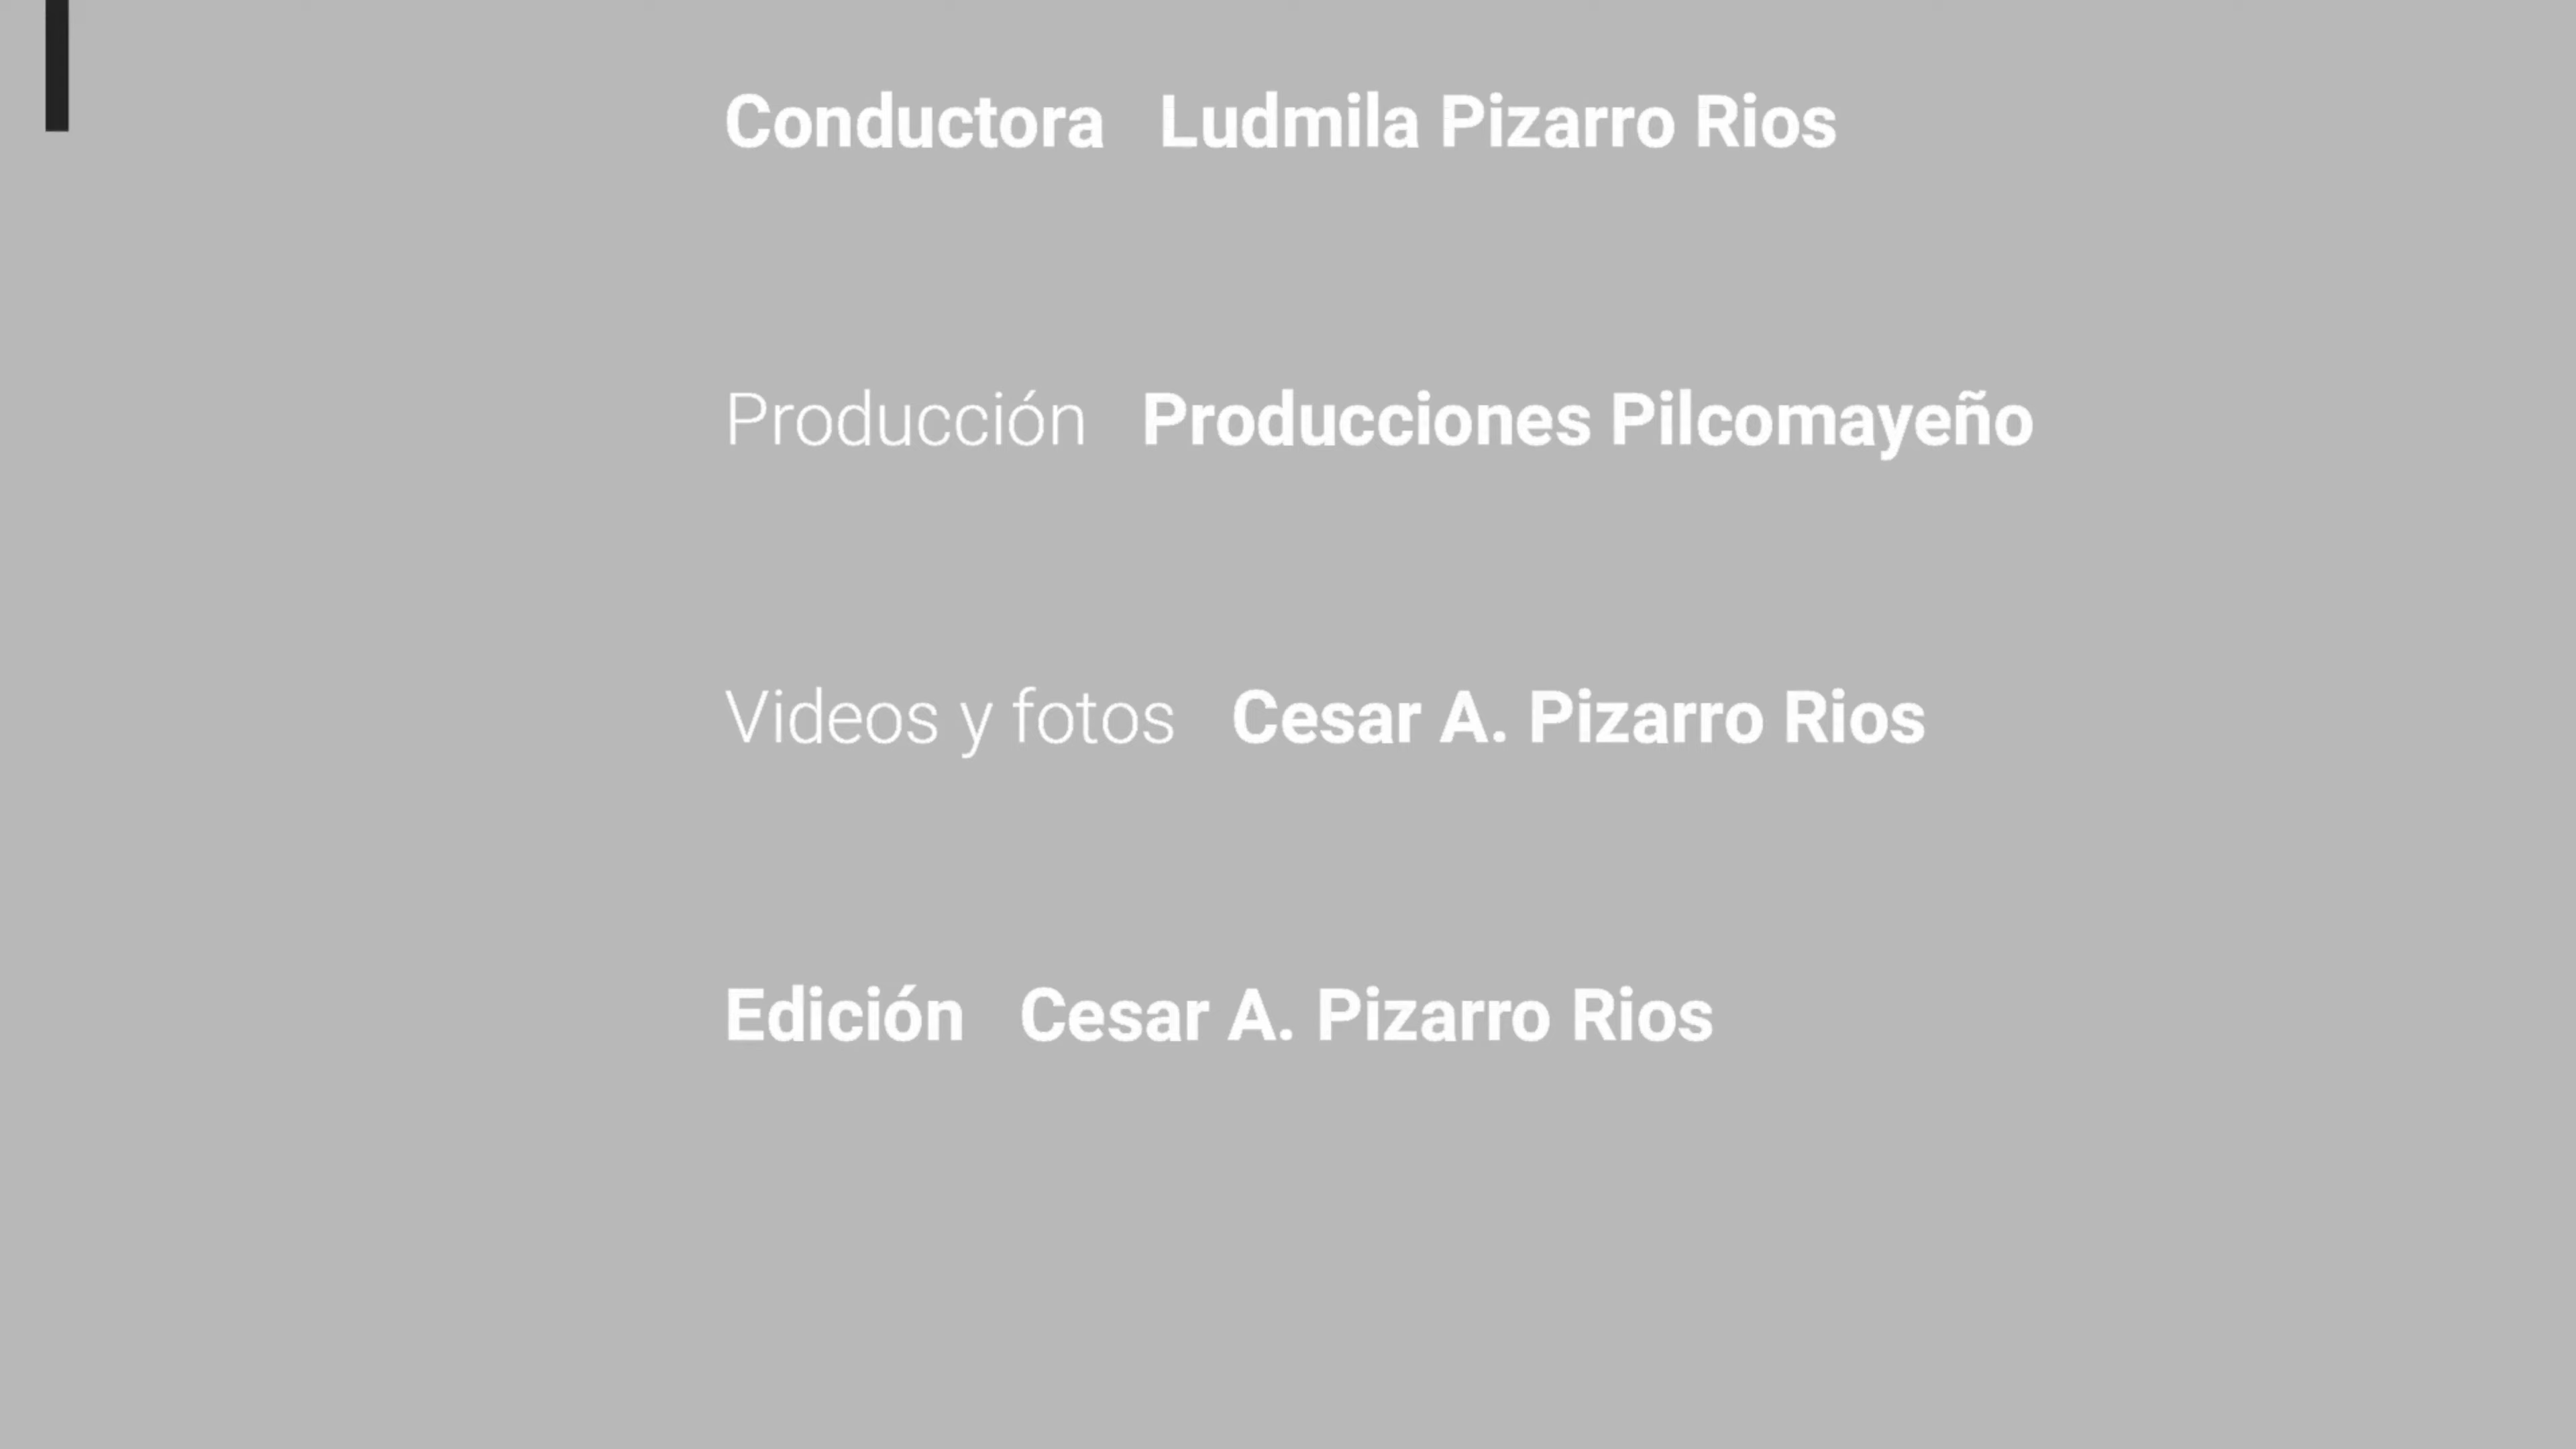 Conductora Ludmila Pizarro Rios
Producción Producciones Pilcomayeño
Videos y fotos Cesar A. Pizarro Rios
Edición Cesar A. Pizarro Rios